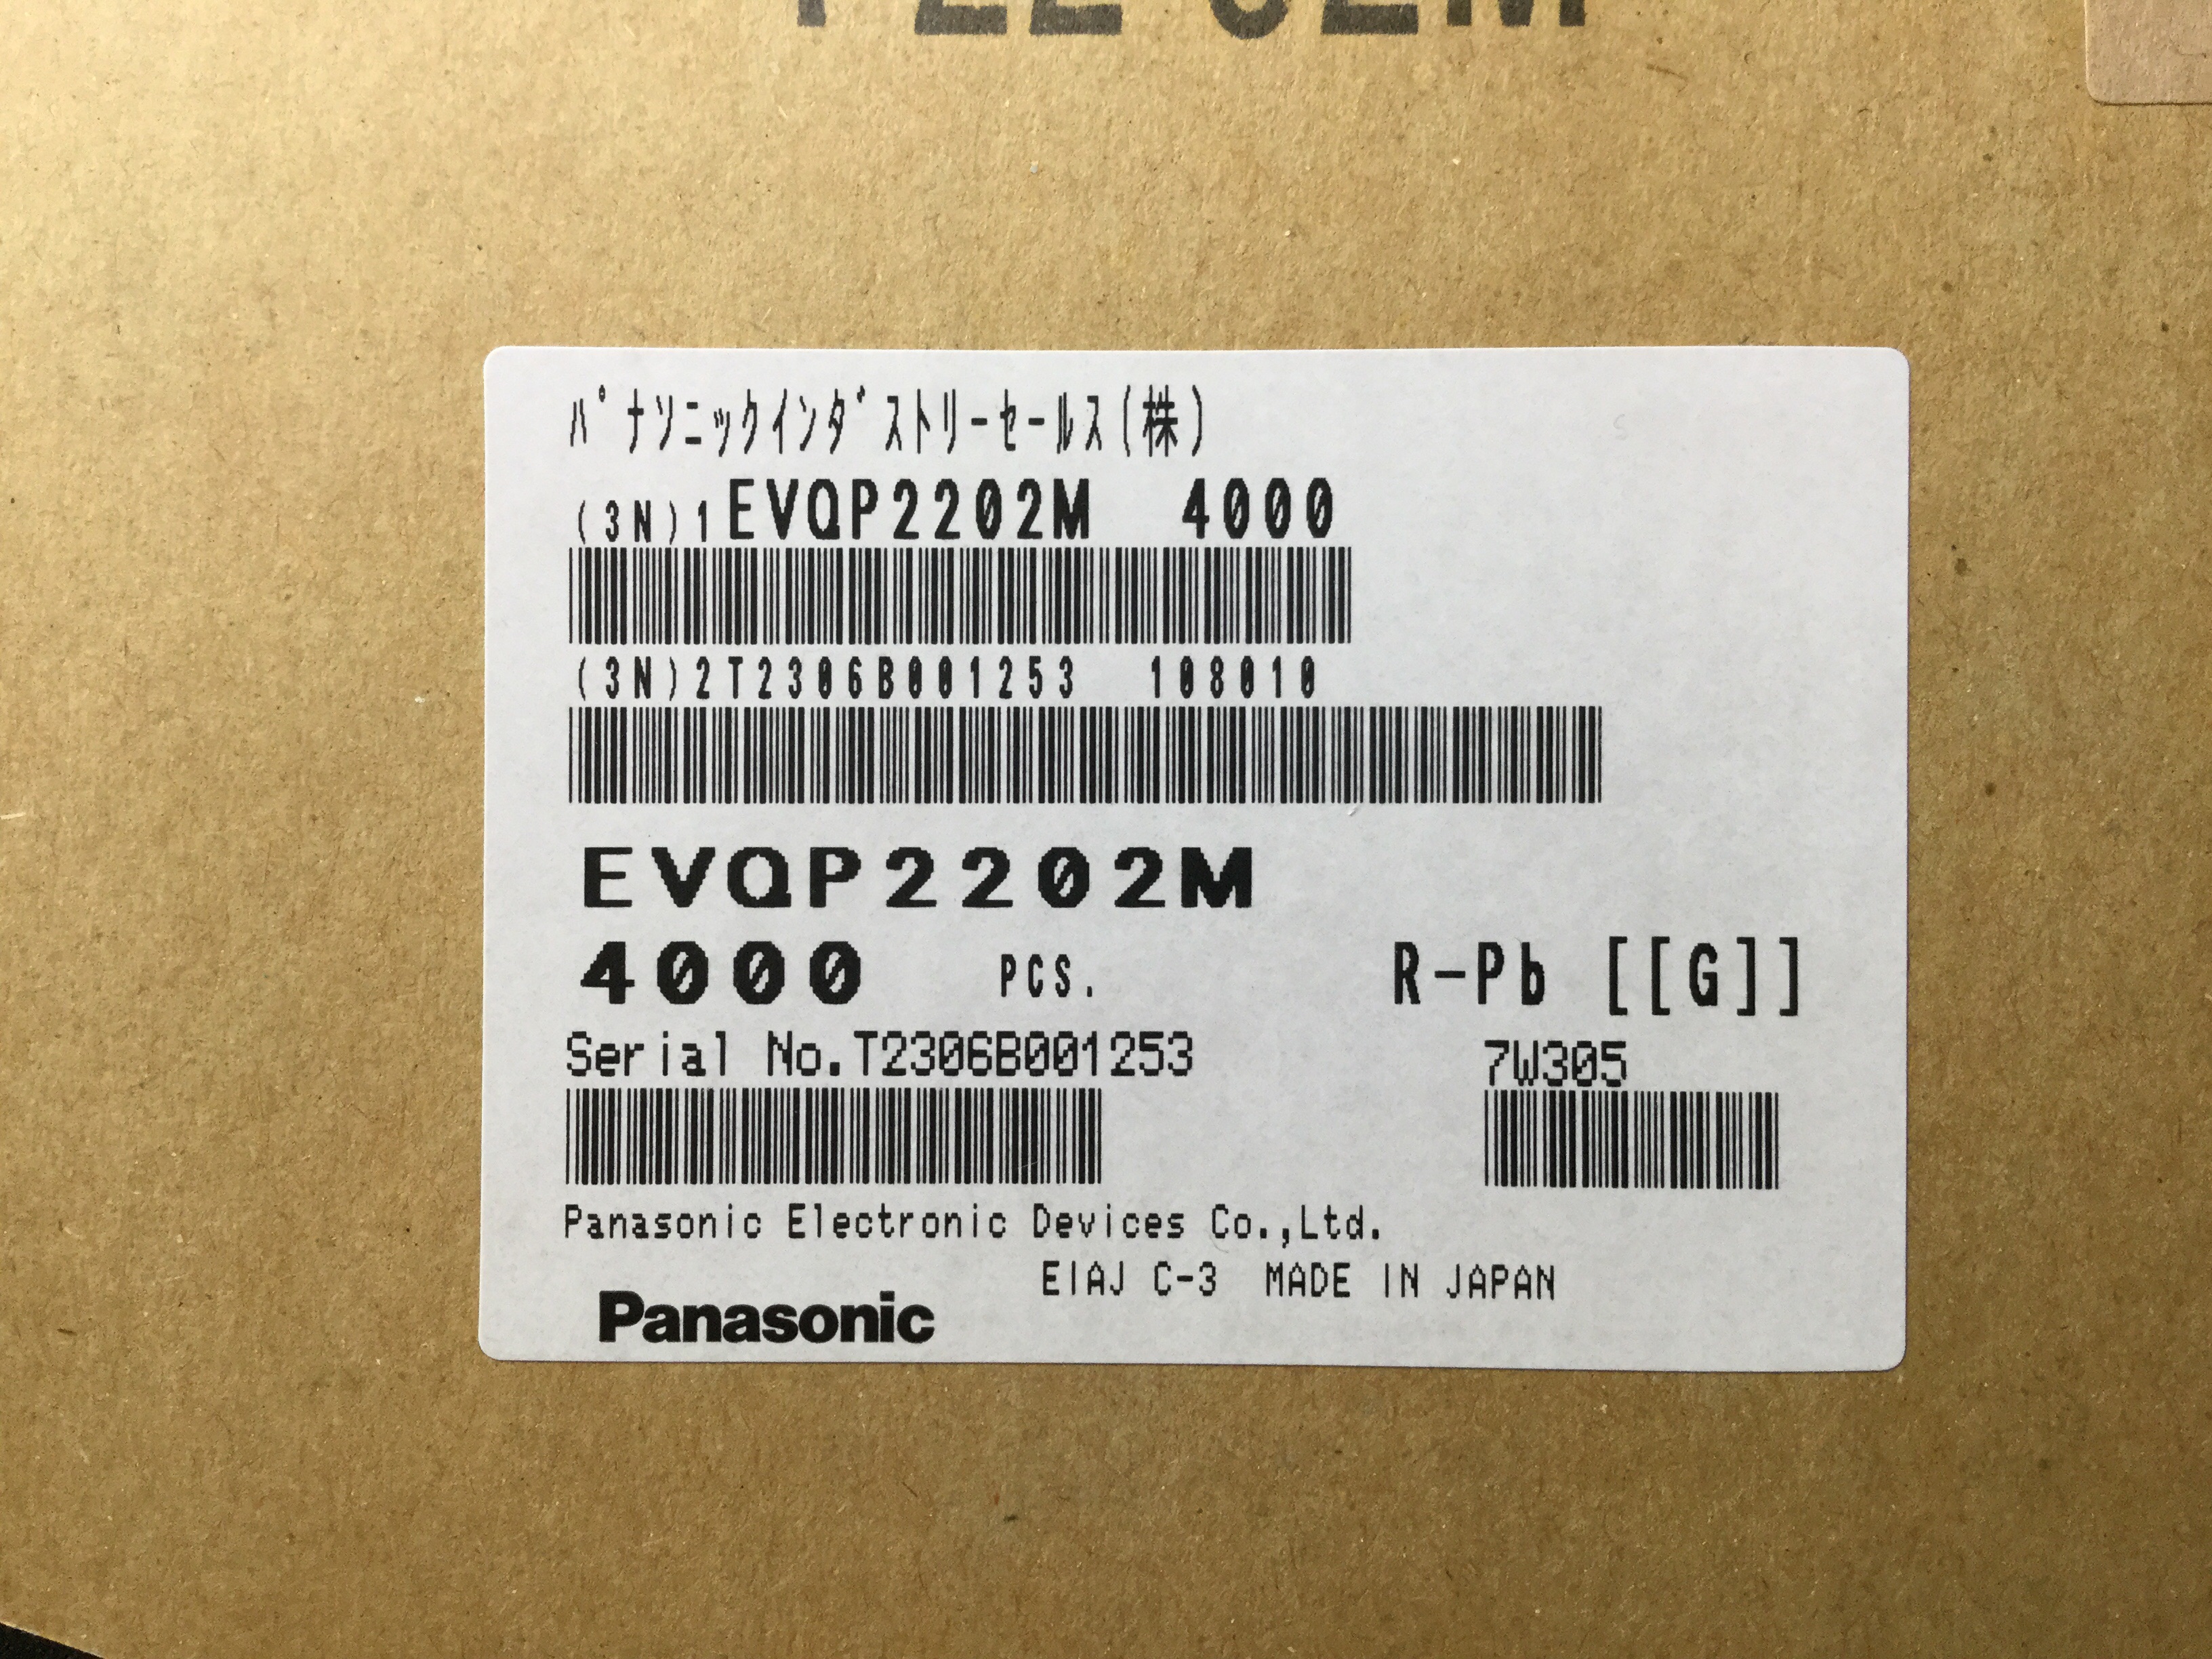 ﾊﾟﾅｿﾆｯｸｲﾝﾀﾞｽﾄﾘｰｾｰﾙｽ(株)
(3N)1EVQP2202M 4000
(3N)2T2306B001253 108010
EVQP2202M
4000 PCS. R-Pb [[G]]
Serial No.T2306B001253 7W305
Panasonic Electronic Devices Co.,Ltd.
EIAJ C-3 MADE IN JAPAN
Panasonic